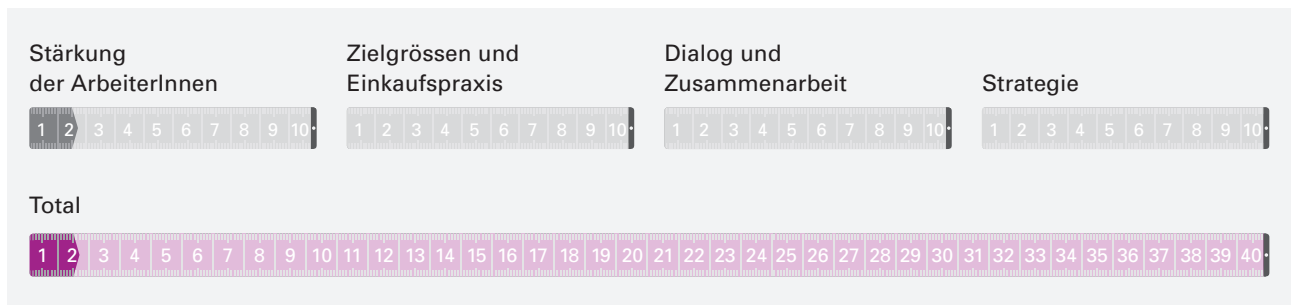 Stärkung
der ArbeiterInnen
1 2 3 4 5 6 7 8 9 10
Zielgrössen und
Einkaufspraxis
1 2 3 4 5 6 7 8 9 10
Dialog und
Zusammenarbeit
1 2 3 4 5 6 7 8 9 10
Strategie
1 2 3 4 5 6 7 8 9 10
Total
1 2 3 4 5 6 7 8 9 10 11 12 13 14 15 16 17 18 19 20 21 22 23 24 25 26 27 28 29 30 31 32 33 34 35 36 37 38 39 40